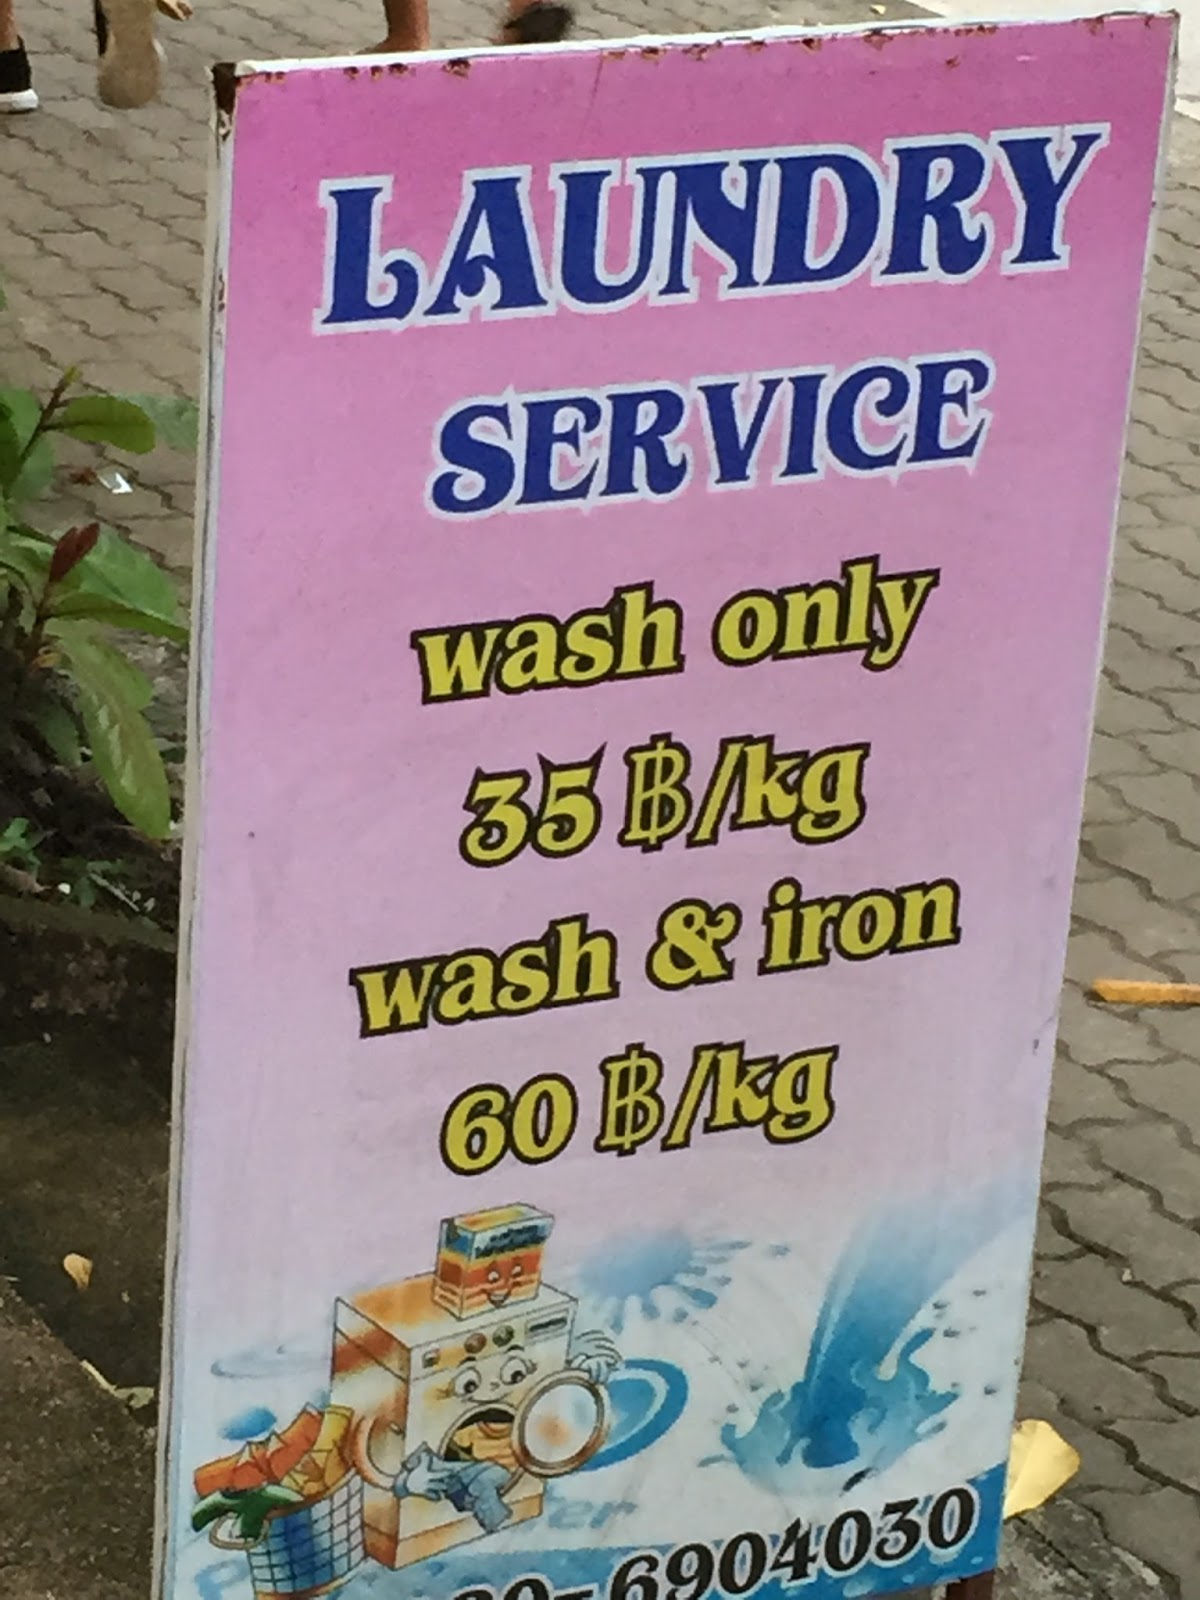 LAUNDRY
SERVICE
wash only
35 ฿/kg
wash & iron
60 ฿/kg
6904030